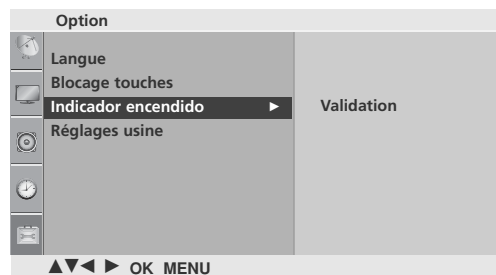 Option
Langue
Blocage touches
Indicador encendido ► Validation
Réglages usine
▲▼◄ ► OK MENU